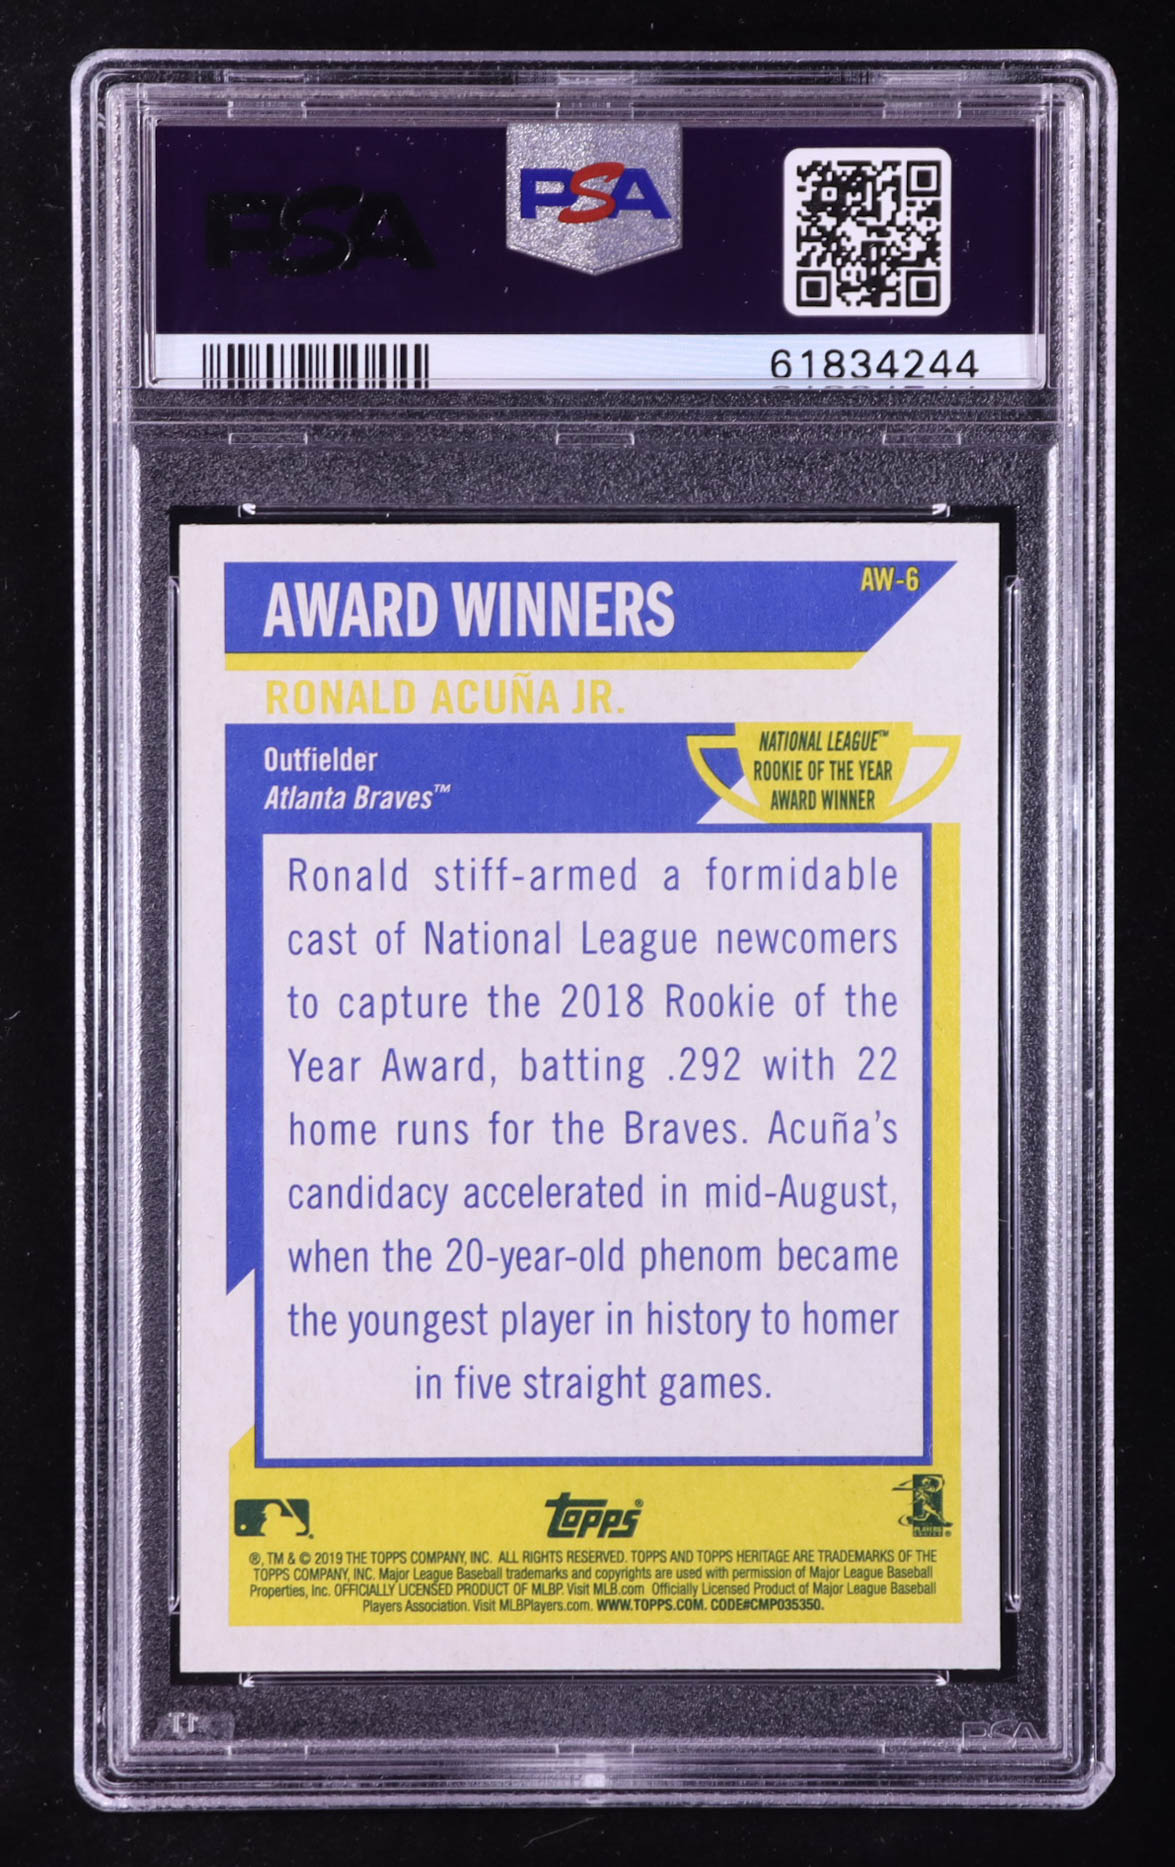 PSA
PSA
61834244
AW-6
AWARD WINNERS
RONALD ACUÑA JR.
Outfielder
Atlanta Braves™
NATIONAL LEAGUE™
ROOKIE OF THE YEAR
AWARD WINNER
Ronald stiff-armed a formidable
cast of National League newcomers
to capture the 2018 Rookie of the
Year Award, batting .292 with 22
home runs for the Braves. Acuña's
candidacy accelerated in mid-August,
when the 20-year-old phenom became
the youngest player in history to homer
in five straight games.
topps®
PLAYERS
®, TM & © 2019 THE TOPPS COMPANY, INC. ALL RIGHTS RESERVED. TOPPS AND TOPPS HERITAGE ARE TRADEMARKS OF THE
TOPPS COMPANY, INC. Major League Baseball trademarks and copyrights are used with permission of Major League Baseball
Properties, Inc. OFFICIALLY LICENSED PRODUCT OF MLBP. Visit MLB.com Officially Licensed Product of Major League Baseball
Players Association. Visit MLBPlayers.com. WWW.TOPPS.COM. CODE#CMP035350.
PSA